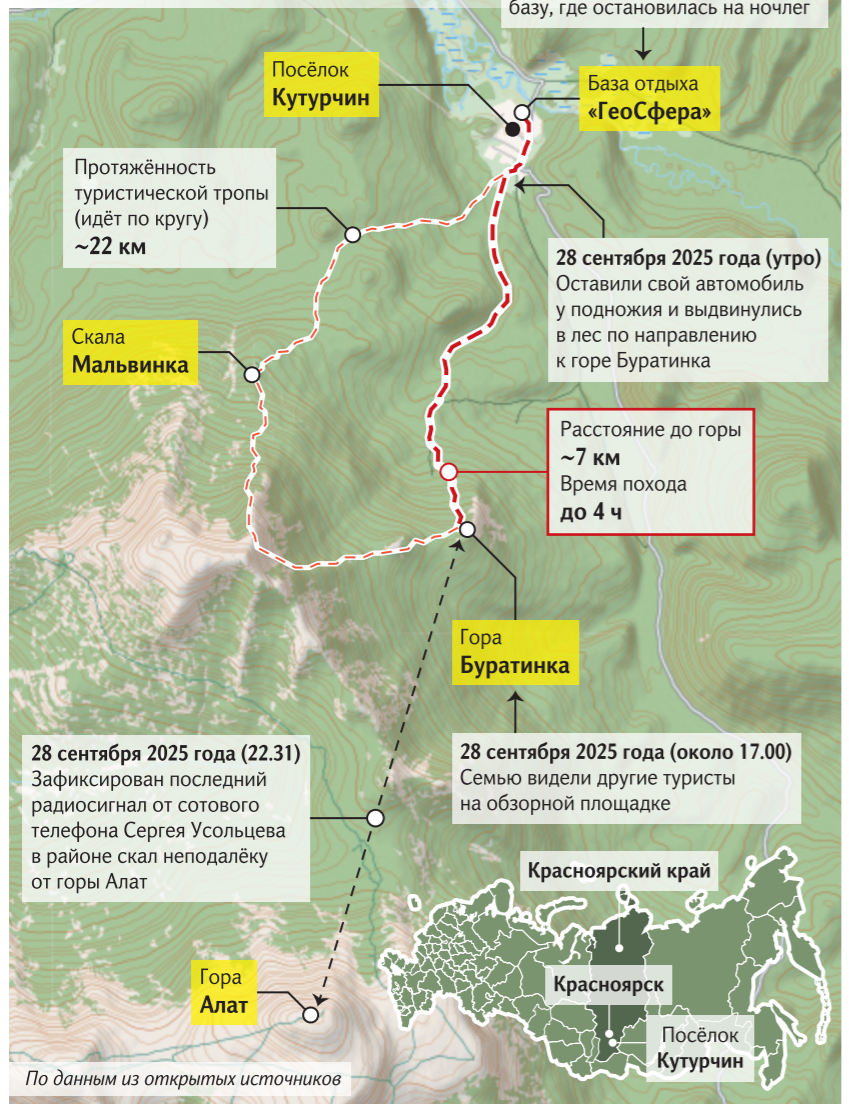 базу, где остановилась на ночлег
Посёлок
Кутурчин
База отдыха
«ГеоСфера»
Протяжённость
туристической тропы
(идёт по кругу)
~22 км
28 сентября 2025 года (утро)
Оставили свой автомобиль
у подножия и выдвинулись
в лес по направлению
к горе Буратинка
Скала
Мальвинка
Расстояние до горы
~7 км
Время похода
до 4 ч
Гора
Буратинка
28 сентября 2025 года (22.31)
Зафиксирован последний
радиосигнал от сотового
телефона Сергея Усольцева
в районе скал неподалёку
от горы Алат
28 сентября 2025 года (около 17.00)
Семью видели другие туристы
на обзорной площадке
Красноярский край
Красноярск
Посёлок
Кутурчин
Гора
Алат
По данным из открытых источников